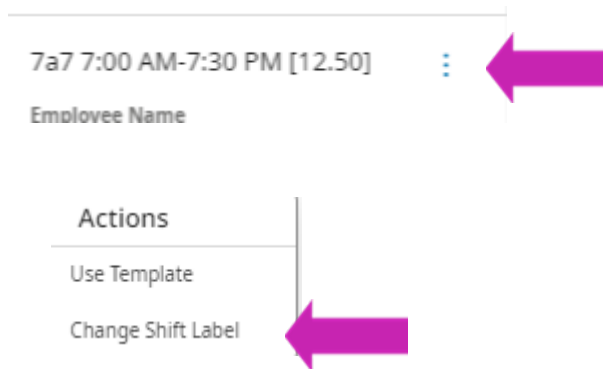 7a7 7:00 AM-7:30 PM [12.50]
Employee Name
Actions
Use Template
Change Shift Label